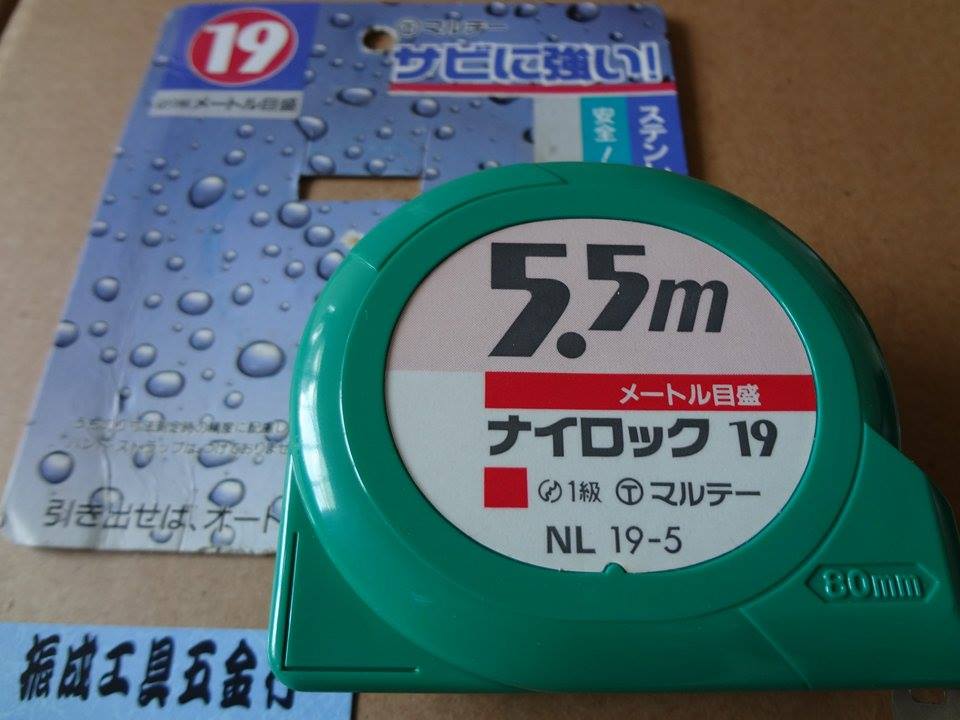 19
メートル目盛
Ⓣマルテー
サビに強い!
ステン
安全!
5.5m
メートル目盛
ナイロック 19
1級 Ⓣマルテー
NL 19-5
80mm
引き出せば、オート
振成工具五金行